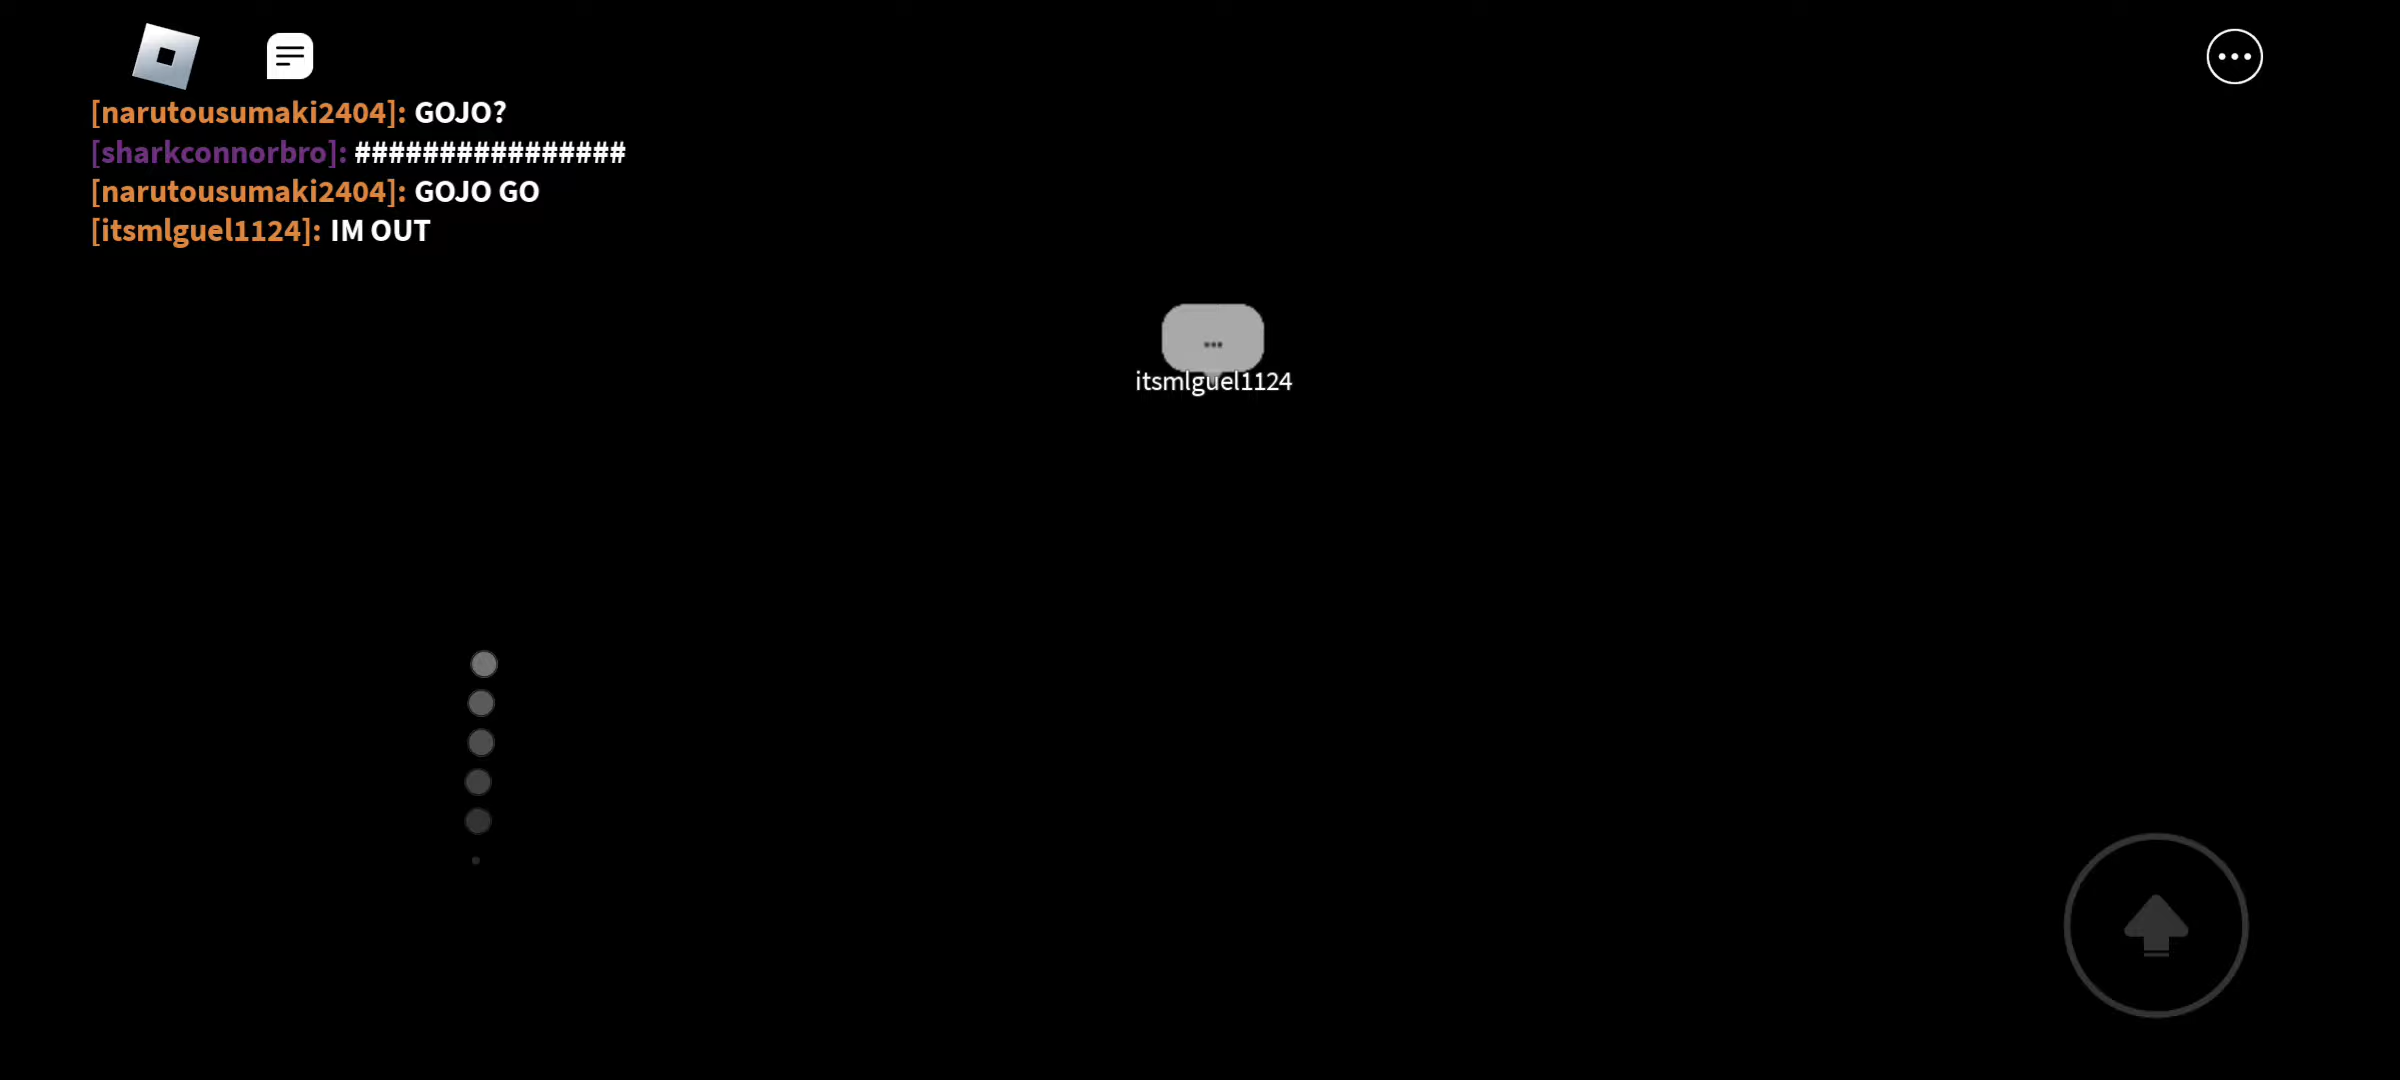 [narutousumaki2404]: GOJO?
[sharkconnorbro]: ################
[narutousumaki2404]: GOJO GO
[itsmlguel1124]: IM OUT
...
itsmlguel1124